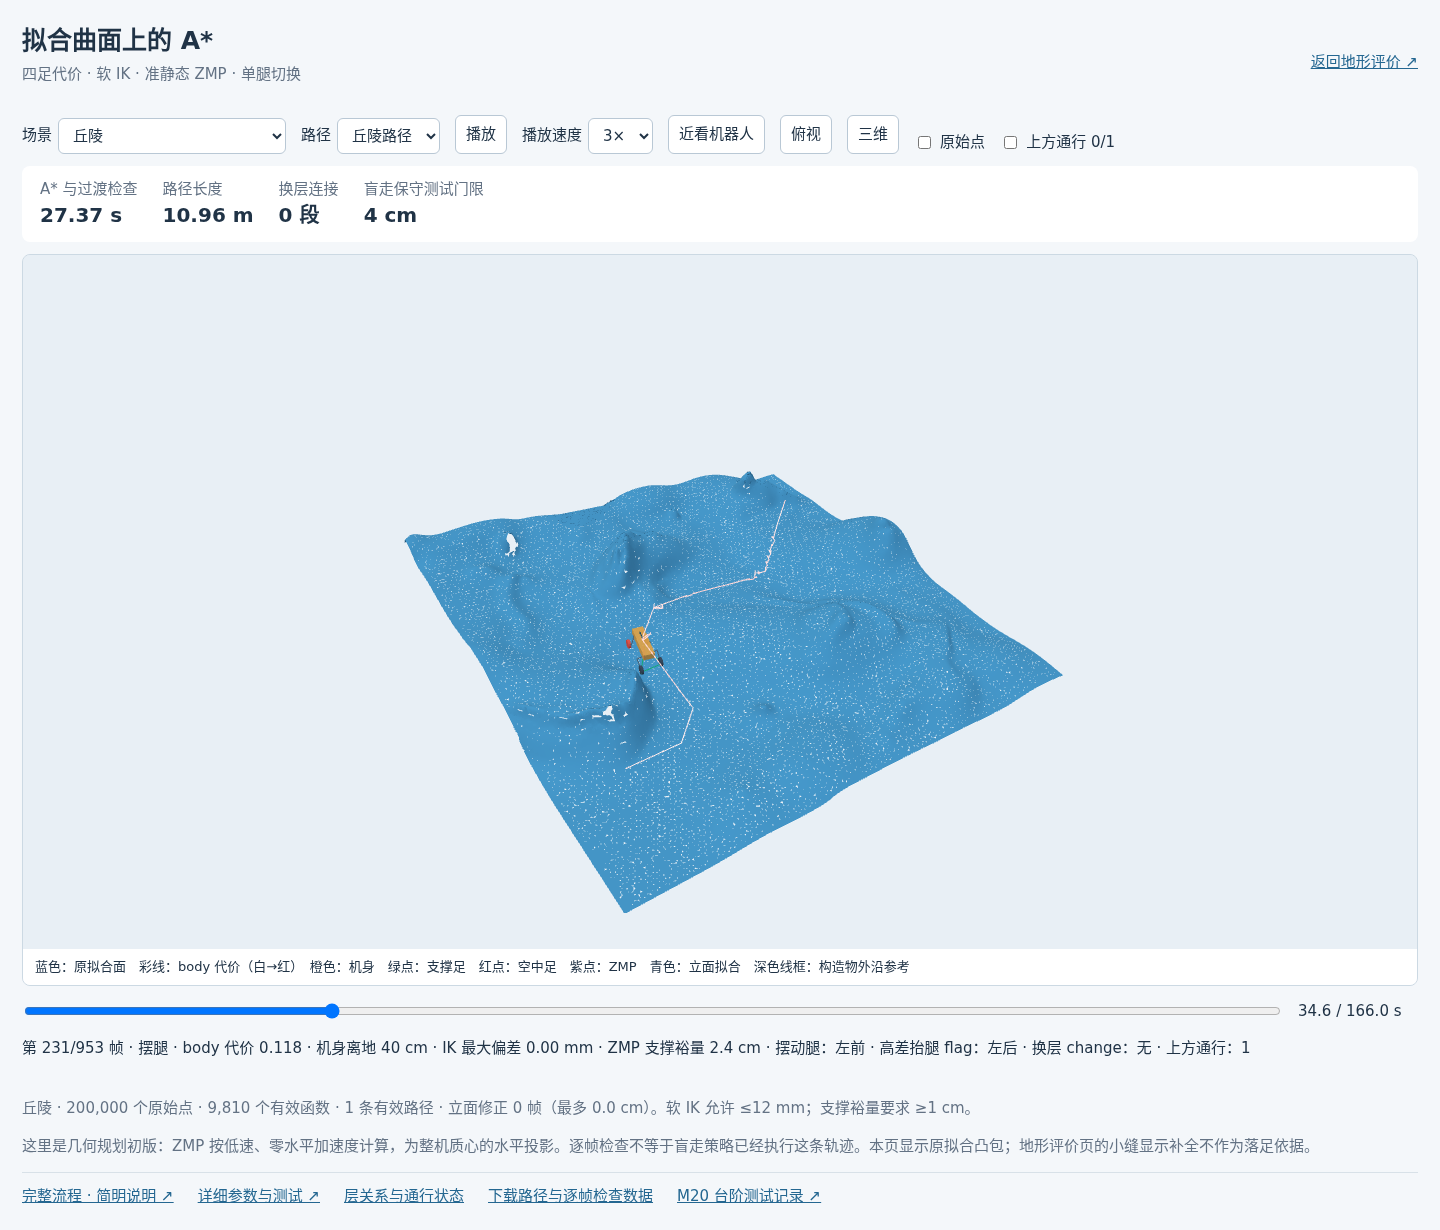 拟合曲面上的 A*
四足代价 · 软 IK · 准静态 ZMP · 单腿切换
返回地形评价 ↗
场景 丘陵 路径 丘陵路径 播放 播放速度 3× 近看机器人 俯视 三维 原始点 上方通行 0/1
A* 与过渡检查 路径长度 换层连接 盲走保守测试门限
27.37 s 10.96 m 0 段 4 cm
蓝色：原拟合面 彩线：body 代价（白→红） 橙色：机身 绿点：支撑足 红点：空中足 紫点：ZMP 青色：立面拟合 深色线框：构造物外沿参考
34.6 / 166.0 s
第 231/953 帧 · 摆腿 · body 代价 0.118 · 机身离地 40 cm · IK 最大偏差 0.00 mm · ZMP 支撑裕量 2.4 cm · 摆动腿：左前 · 高差抬腿 flag：左后 · 换层 change：无 · 上方通行：1
丘陵 · 200,000 个原始点 · 9,810 个有效函数 · 1 条有效路径 · 立面修正 0 帧（最多 0.0 cm）。软 IK 允许 ≤12 mm；支撑裕量要求 ≥1 cm。
这里是几何规划初版：ZMP 按低速、零水平加速度计算，为整机质心的水平投影。逐帧检查不等于盲走策略已经执行这条轨迹。本页显示原拟合凸包；地形评价页的小缝显示补全不作为落足依据。
完整流程 · 简明说明 ↗ 详细参数与测试 ↗ 层关系与通行状态 下载路径与逐帧检查数据 M20 台阶测试记录 ↗